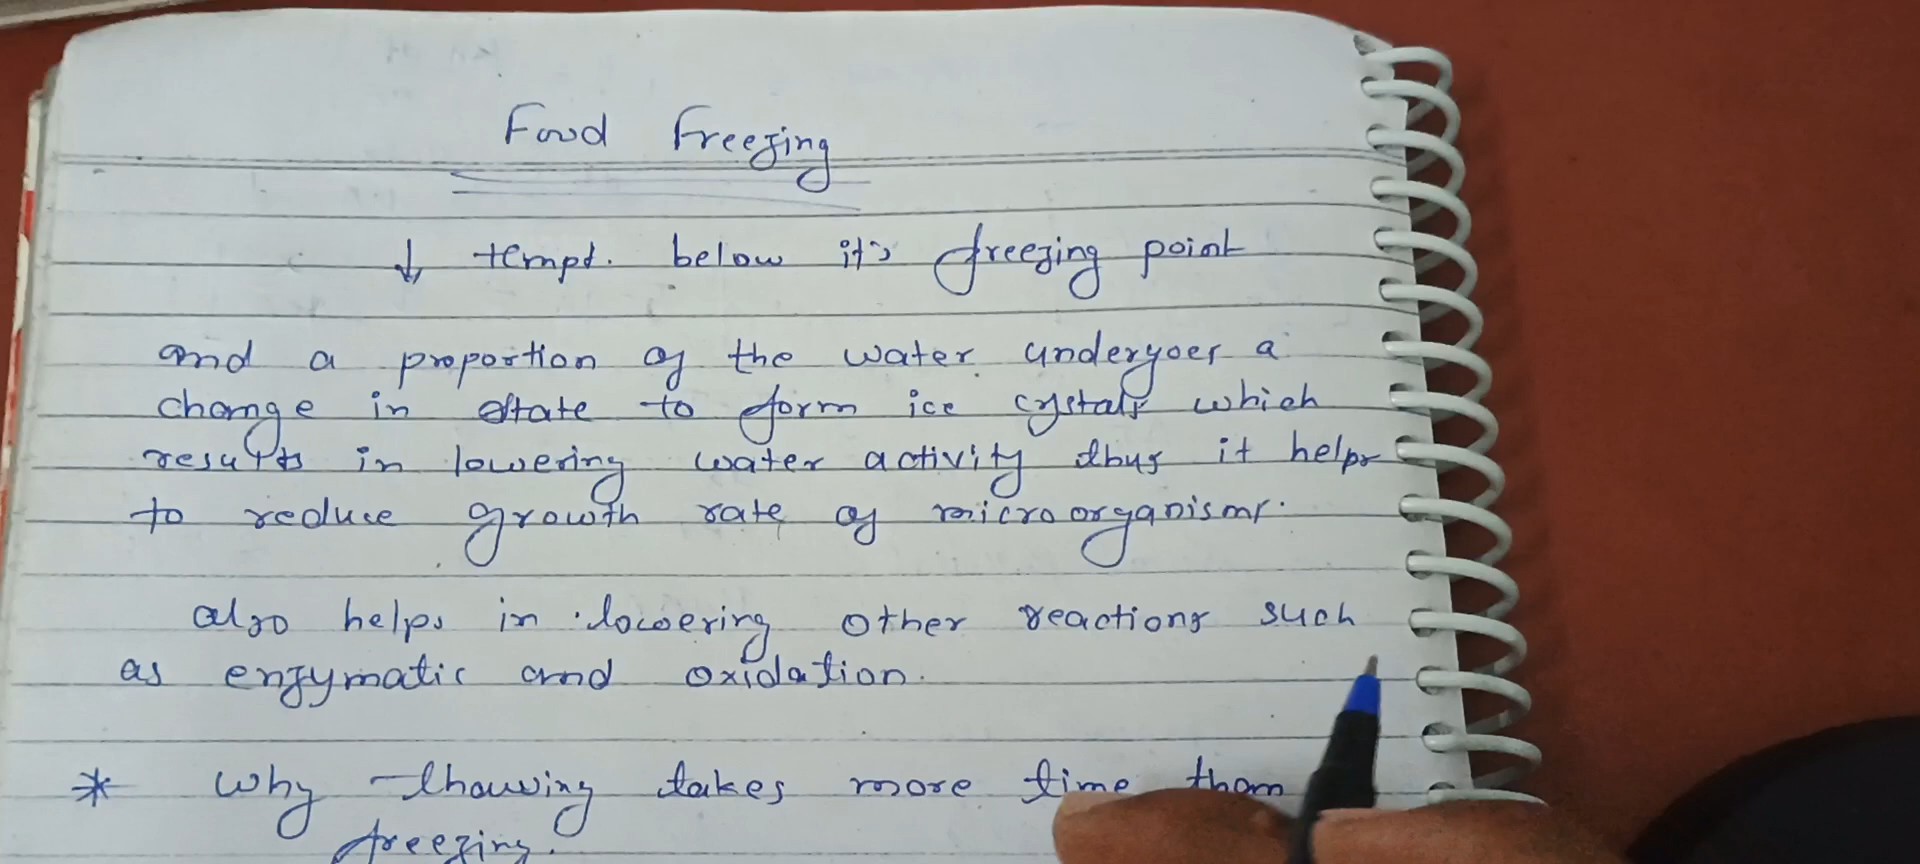 Food Freezing
↓ tempt. below it's freezing point
and a proportion of the water undergoes a
change in state to form ice crystals which
results in lowering water activity thus it helps
to reduce growth rate of microorganisms.
also helps in lowering other reactions such
as enzymatic and oxidation.
* Why thawing takes more time than
freezing.